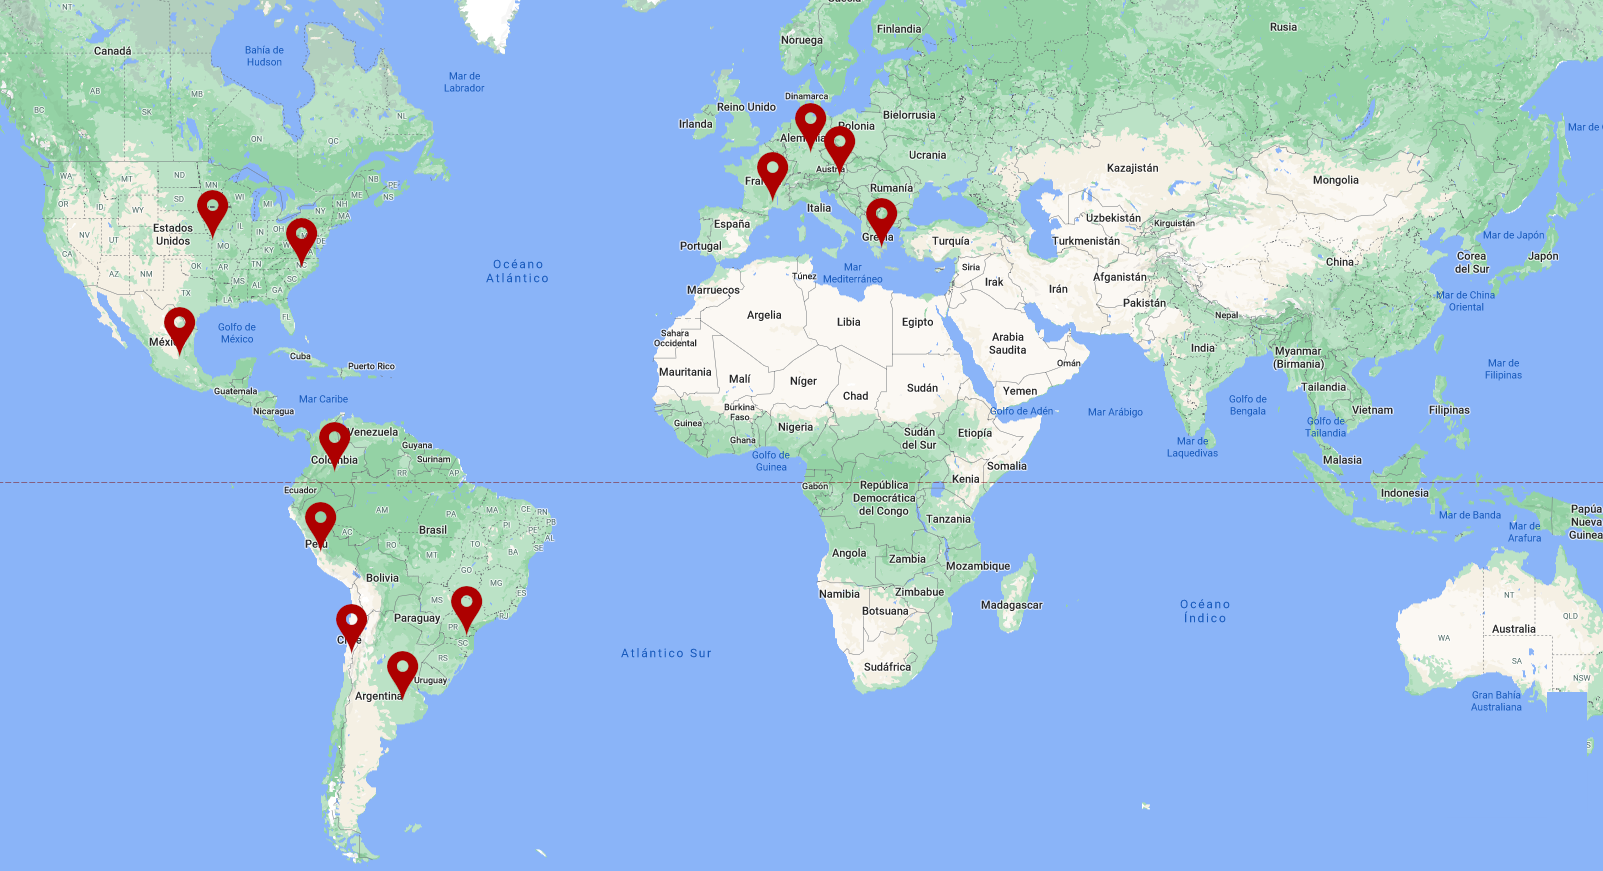 NT
Canadá
Bahía de
Hudson
Mar de
Labrador
Noruega
Finlandia
Rusia
AB
MB
BC
SK
ON
QC
NL
Dinamarca
Reino Unido
Irlanda
Polonia
Bielorrusia
Ucrania
Kazajistán
Mongolia
WA
MT
ND
MN
NB
PE
NS
ME
OR
ID
WY
SD
WI
MI
NY
NH
MA
Estados
Unidos
NV
UT
IL
IN
OH
DE
CA
MO
KY
AZ
NM
OK
AR
TN
SC
MS
AL
GA
TX
LA
FL
Rumanía
Italia
España
Portugal
Turquía
Uzbekistán
Kirguistán
Turkmenistán
Mar de Japón
Corea
del Sur
Japón
China
Océano
Atlántico
Mar
Mediterráneo
Túnez
Siria
Irak
Irán
Afganistán
Pakistán
Nepal
Mar de China
Oriental
Marruecos
Argelia
Libia
Egipto
Arabia
Saudita
Omán
India
Myanmar
(Birmania)
Mar de
Filipinas
Golfo de
México
Cuba
Puerto Rico
Sahara
Occidental
Mauritania
Malí
Níger
Chad
Sudán
Yemen
Tailandia
Guatemala
Mar Caribe
Nicaragua
Burkina
Faso
Guinea
Ghana
Nigeria
Sudán
del Sur
Etiopía
Golfo de Adén
Mar Arábigo
Golfo de
Bengala
Vietnam
Filipinas
Golfo de
Tailandia
Venezuela
Guyana
Surinam
Golfo de
Guinea
Somalia
Mar de
Laquedivas
Malasia
RR
AP
Ecuador
Gabón
República
Democrática
del Congo
Kenia
Indonesia
AM
PA
MA
CE
RN
PB
PE
AL
SE
PI
AC
RO
Brasil
TO
MT
BA
Tanzania
Mar de Banda
Mar de
Arafura
Papúa
Nueva
Guinea
Bolivia
GO
MG
ES
MS
Angola
Zambia
Mozambique
Namibia
Zimbabue
Botsuana
Madagascar
Océano
Índico
NT
QLD
Paraguay
PR
RJ
SC
RS
WA
Australia
SA
NSW
Atlántico Sur
Sudáfrica
Uruguay
Argentina
Gran Bahía
Australiana